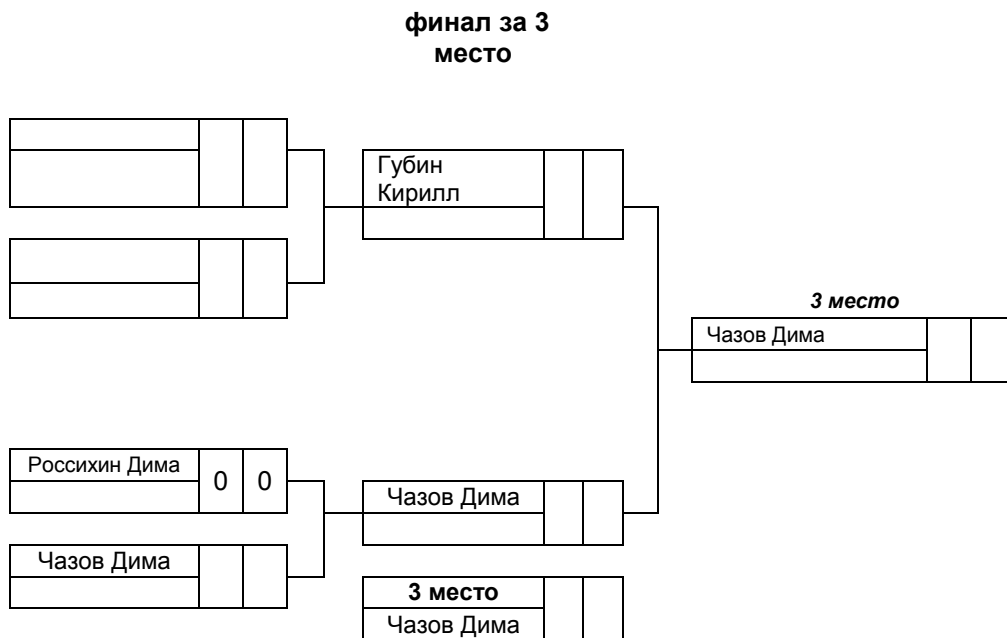 финал за 3
место
Губин
Кирилл
3 место
Чазов Дима
Россихин Дима 0 0
Чазов Дима
Чазов Дима
3 место
Чазов Дима